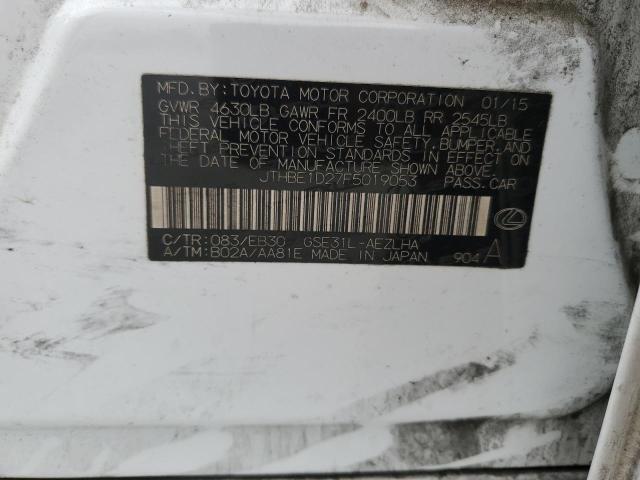 MFD. BY: TOYOTA MOTOR CORPORATION 01/15
GVWR 4630LB GAWR FR 2400LB RR 2545LB
THIS VEHICLE CONFORMS TO ALL APPLICABLE
FEDERAL MOTOR VEHICLE SAFETY, BUMPER, AND
THEFT PREVENTION STANDARDS IN EFFECT ON
THE DATE OF MANUFACTURE SHOWN ABOVE.
JTHBE1D27F5019053 PASS. CAR
C/TR: 083/EB30 GSE31L-AEZLHA
A/TM: B02A/AA81E MADE IN JAPAN 904 A